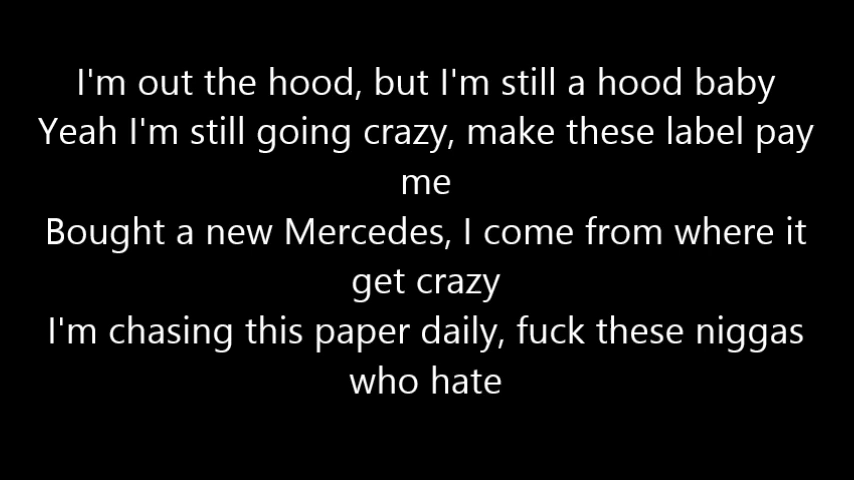 I'm out the hood, but I'm still a hood baby
Yeah I'm still going crazy, make these label pay
me
Bought a new Mercedes, I come from where it
get crazy
I'm chasing this paper daily, fuck these niggas
who hate